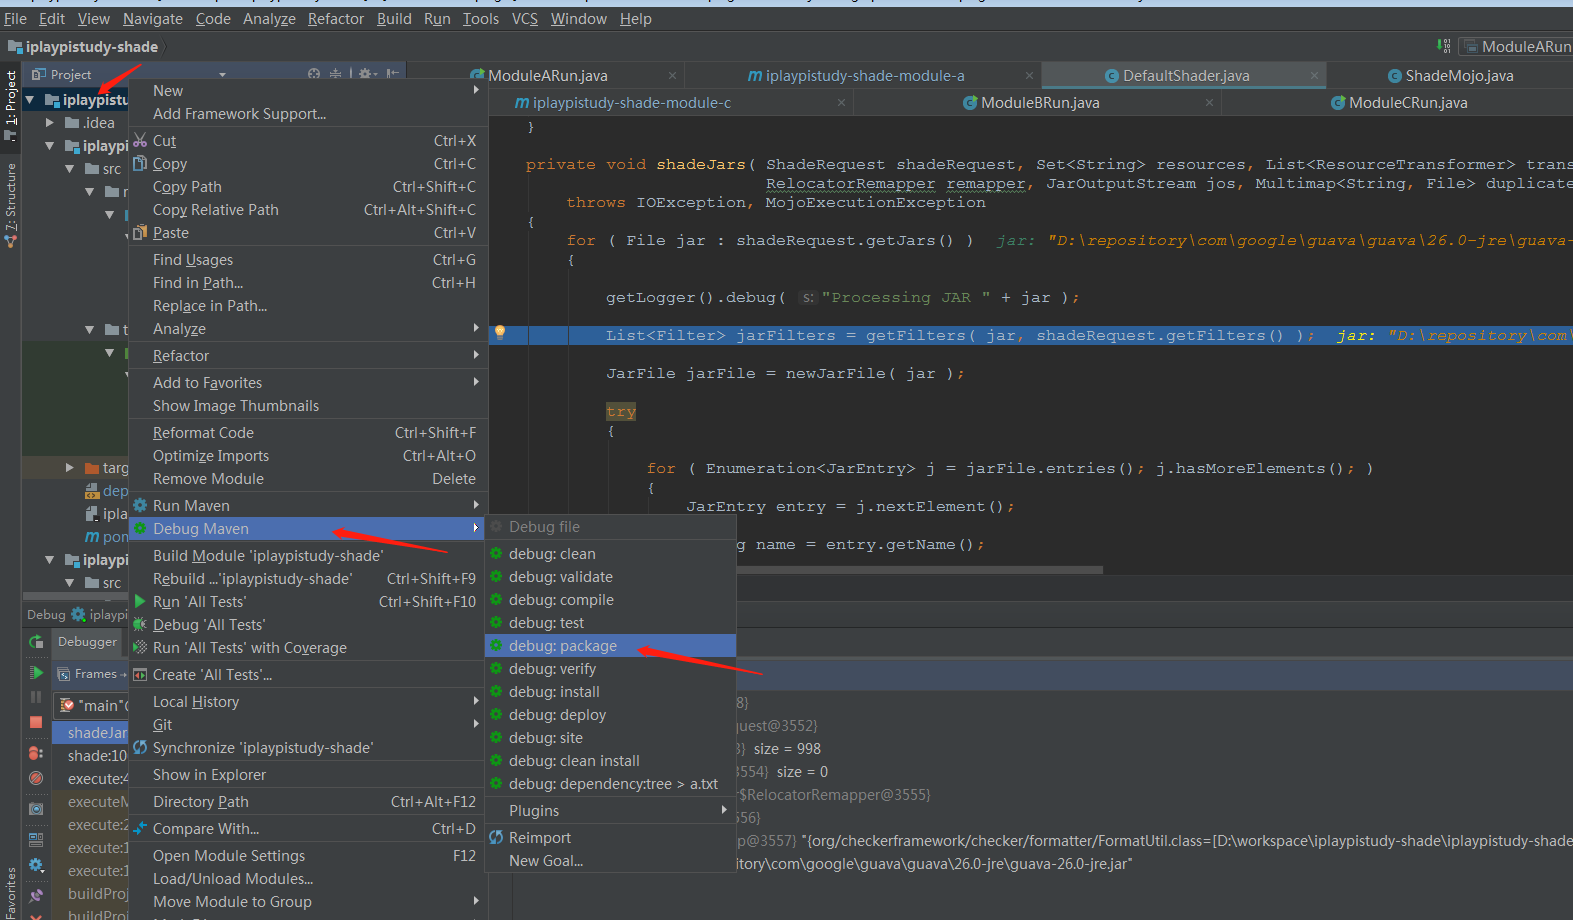 File Edit View Navigate Code Analyze Refactor Build Run Tools VCS Window Help
iplaypistudy-shade
ModuleARun
1: Project
7: Structure
Favorites
Project
iplaypistu
.idea
iplaypi
src
targ
dep
ipla
pom
iplaypi
src
New
Add Framework Support...
Cut Ctrl+X
Copy Ctrl+C
Copy Path Ctrl+Shift+C
Copy Relative Path Ctrl+Alt+Shift+C
Paste Ctrl+V
Find Usages Ctrl+G
Find in Path... Ctrl+H
Replace in Path...
Analyze
Refactor
Add to Favorites
Show Image Thumbnails
Reformat Code Ctrl+Shift+F
Optimize Imports Ctrl+Alt+O
Remove Module Delete
Run Maven
Debug Maven
Build Module 'iplaypistudy-shade'
Rebuild ...'iplaypistudy-shade' Ctrl+Shift+F9
Run 'All Tests' Ctrl+Shift+F10
Debug 'All Tests'
Run 'All Tests' with Coverage
Create 'All Tests'...
Local History
Git
Synchronize 'iplaypistudy-shade'
Show in Explorer
Directory Path Ctrl+Alt+F12
Compare With... Ctrl+D
Open Module Settings F12
Load/Unload Modules...
Move Module to Group
Debug file
debug: clean
debug: validate
debug: compile
debug: test
debug: package
debug: verify
debug: install
debug: deploy
debug: site
debug: clean install
debug: dependency:tree > a.txt
Plugins
Reimport
New Goal...
ModuleARun.java iplaypistudy-shade-module-a DefaultShader.java ShadeMojo.java
iplaypistudy-shade-module-c ModuleBRun.java ModuleCRun.java
}
private void shadeJars( ShadeRequest shadeRequest, Set<String> resources, List<ResourceTransformer> trans
RelocatorRemapper remapper, JarOutputStream jos, Multimap<String, File> duplicate
throws IOException, MojoExecutionException
{
for ( File jar : shadeRequest.getJars() ) jar: "D:\repository\com\google\guava\guava\26.0-jre\guava-
{
getLogger().debug( s: "Processing JAR " + jar );
List<Filter> jarFilters = getFilters( jar, shadeRequest.getFilters() ); jar: "D:\repository\com\
JarFile jarFile = newJarFile( jar );
try
{
for ( Enumeration<JarEntry> j = jarFile.entries(); j.hasMoreElements(); )
{
JarEntry entry = j.nextElement();
g name = entry.getName();
Debug iplaypi
Debugger
Frames
"main"
shadeJar
shade:10
execute:4
executeM
execute:2
execute:1
execute:1
buildProj
buildProj
8}
uest@3552}
3} size = 998
3554} size = 0
r$RelocatorRemapper@3555}
556}
p@3557} "{org/checkerframework/checker/formatter/FormatUtil.class=[D:\workspace\iplaypistudy-shade\iplaypistudy-shade
itory\com\google\guava\guava\26.0-jre\guava-26.0-jre.jar"